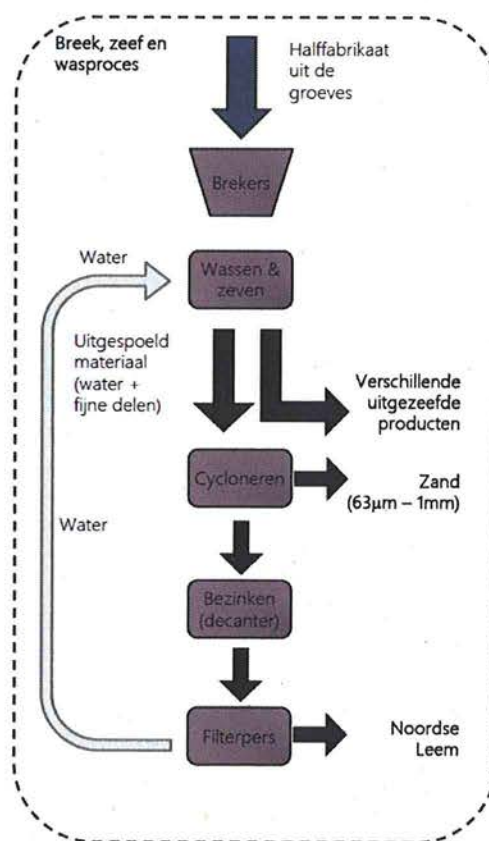 Breek, zeef en
wasproces
Halffabrikaat
uit de
groeves
Brekers
Water
Wassen &
zeven
Uitgespoeld
materiaal
(water +
fijne delen)
Verschillende
uitgezeefde
producten
Cycloneren
Zand
(63μm – 1mm)
Water
Bezinken
(decanter)
Filterpers
Noordse
Leem